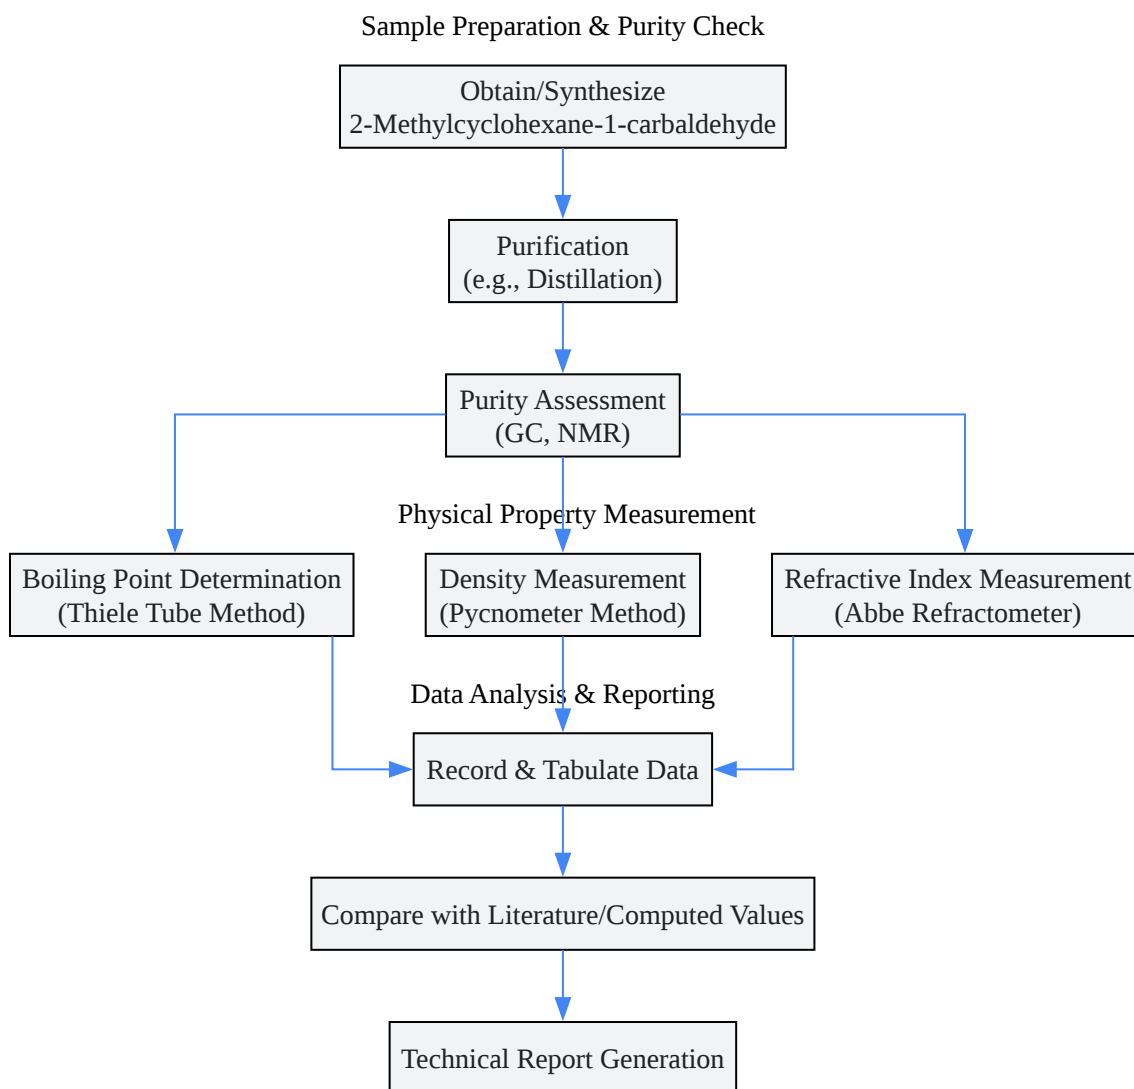 Sample Preparation & Purity Check
Obtain/Synthesize
2-Methylcyclohexane-1-carbaldehyde
Purification
(e.g., Distillation)
Purity Assessment
(GC, NMR)
Physical Property Measurement
Boiling Point Determination
(Thiele Tube Method)
Density Measurement
(Pycnometer Method)
Refractive Index Measurement
(Abbe Refractometer)
Data Analysis & Reporting
Record & Tabulate Data
Compare with Literature/Computed Values
Technical Report Generation